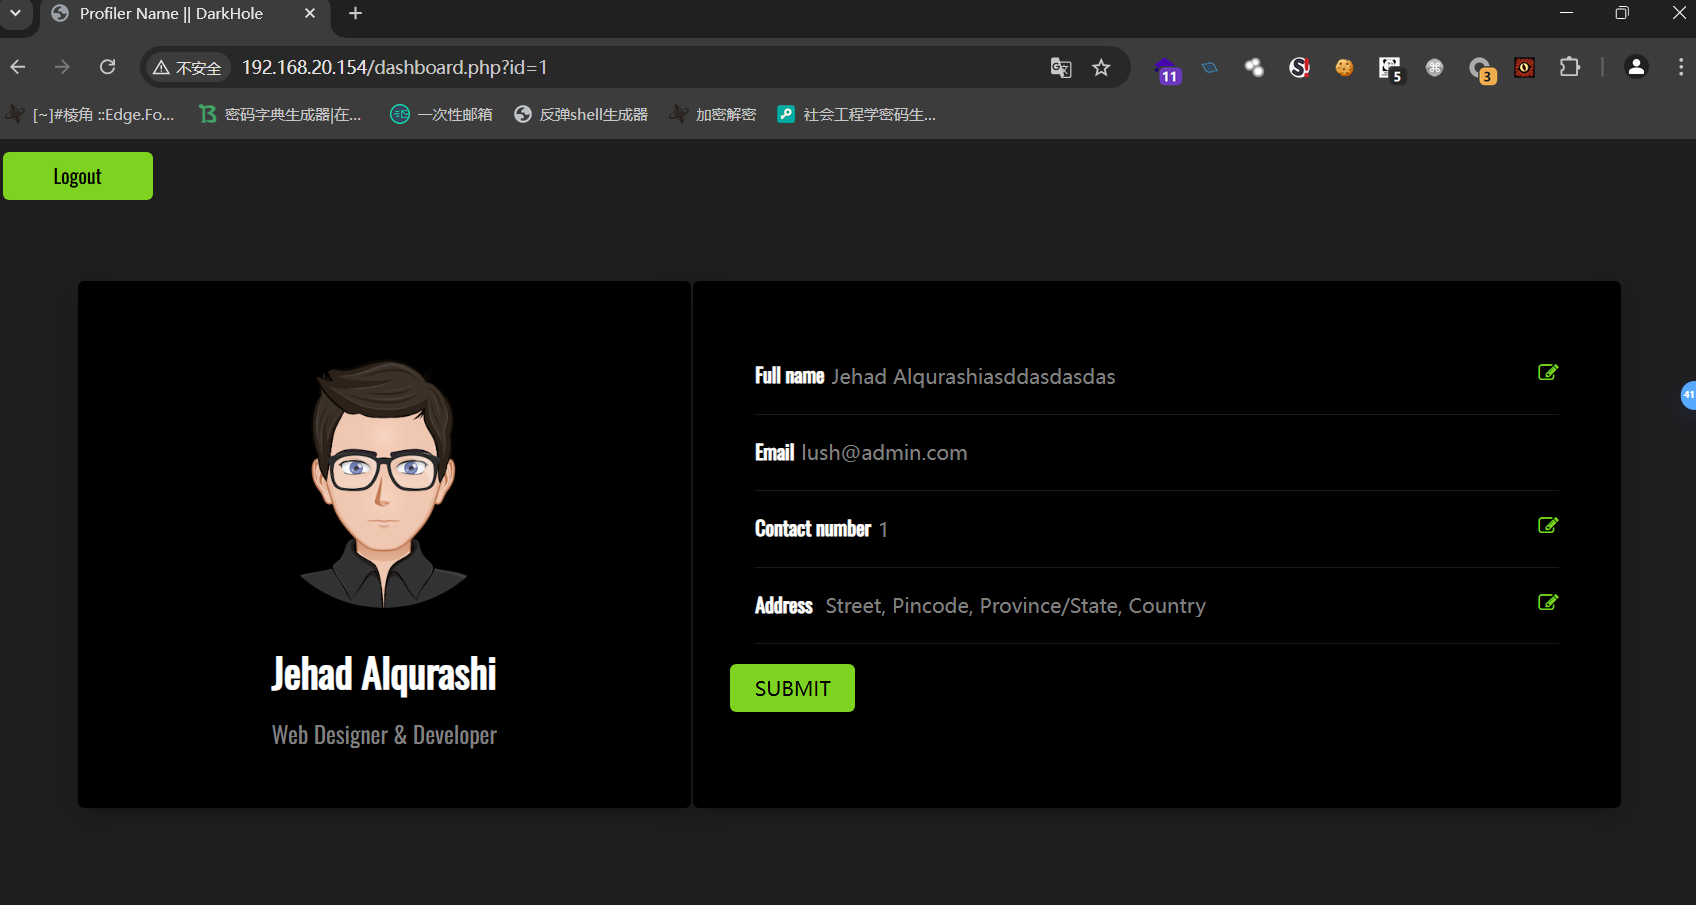 Profiler Name || DarkHole
不安全
192.168.20.154/dashboard.php?id=1
11
5
3
[~]#棱角 ::Edge.Fo...
密码字典生成器|在...
一次性邮箱
反弹shell生成器
加密解密
社会工程学密码生...
Logout
Full name Jehad Alqurashiasddasdasdas
41
Email lush@admin.com
Contact number 1
Address Street, Pincode, Province/State, Country
SUBMIT
Jehad Alqurashi
Web Designer & Developer